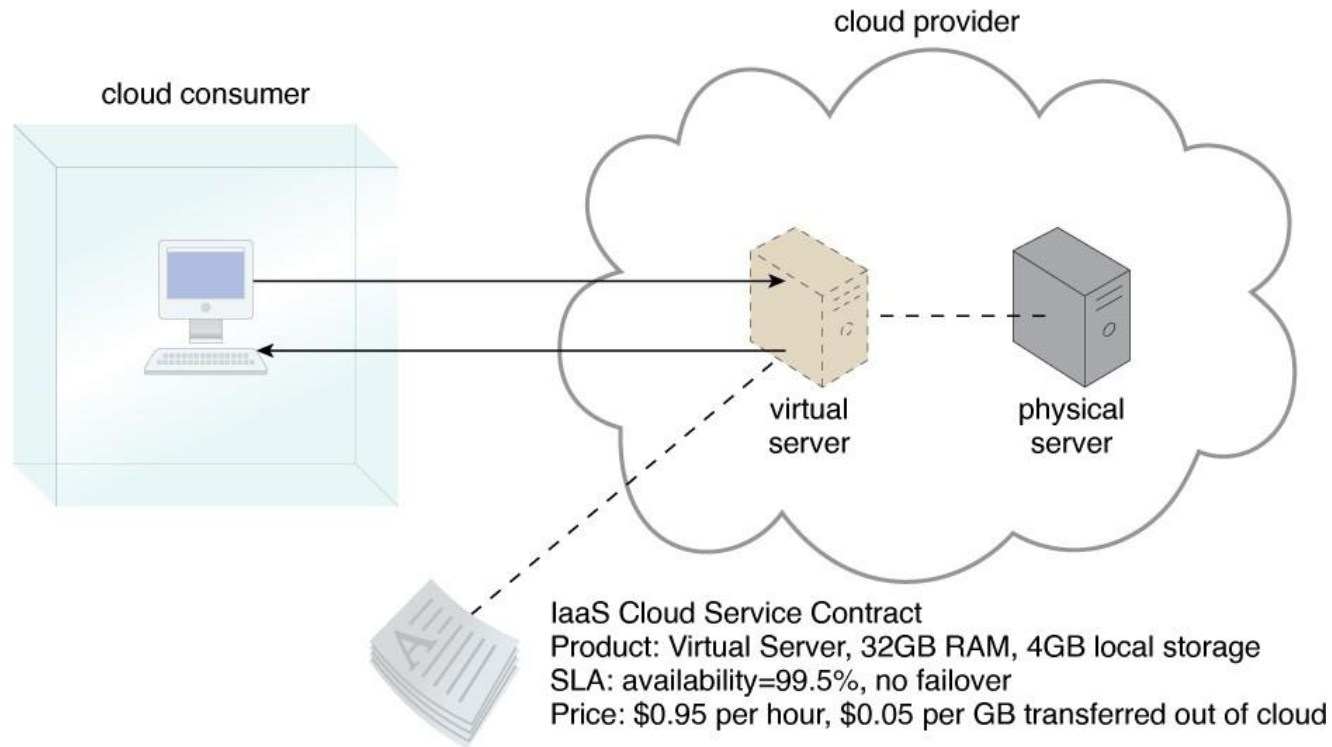 cloud provider
cloud consumer
virtual
server
physical
server
A
IaaS Cloud Service Contract
Product: Virtual Server, 32GB RAM, 4GB local storage
SLA: availability=99.5%, no failover
Price: $0.95 per hour, $0.05 per GB transferred out of cloud